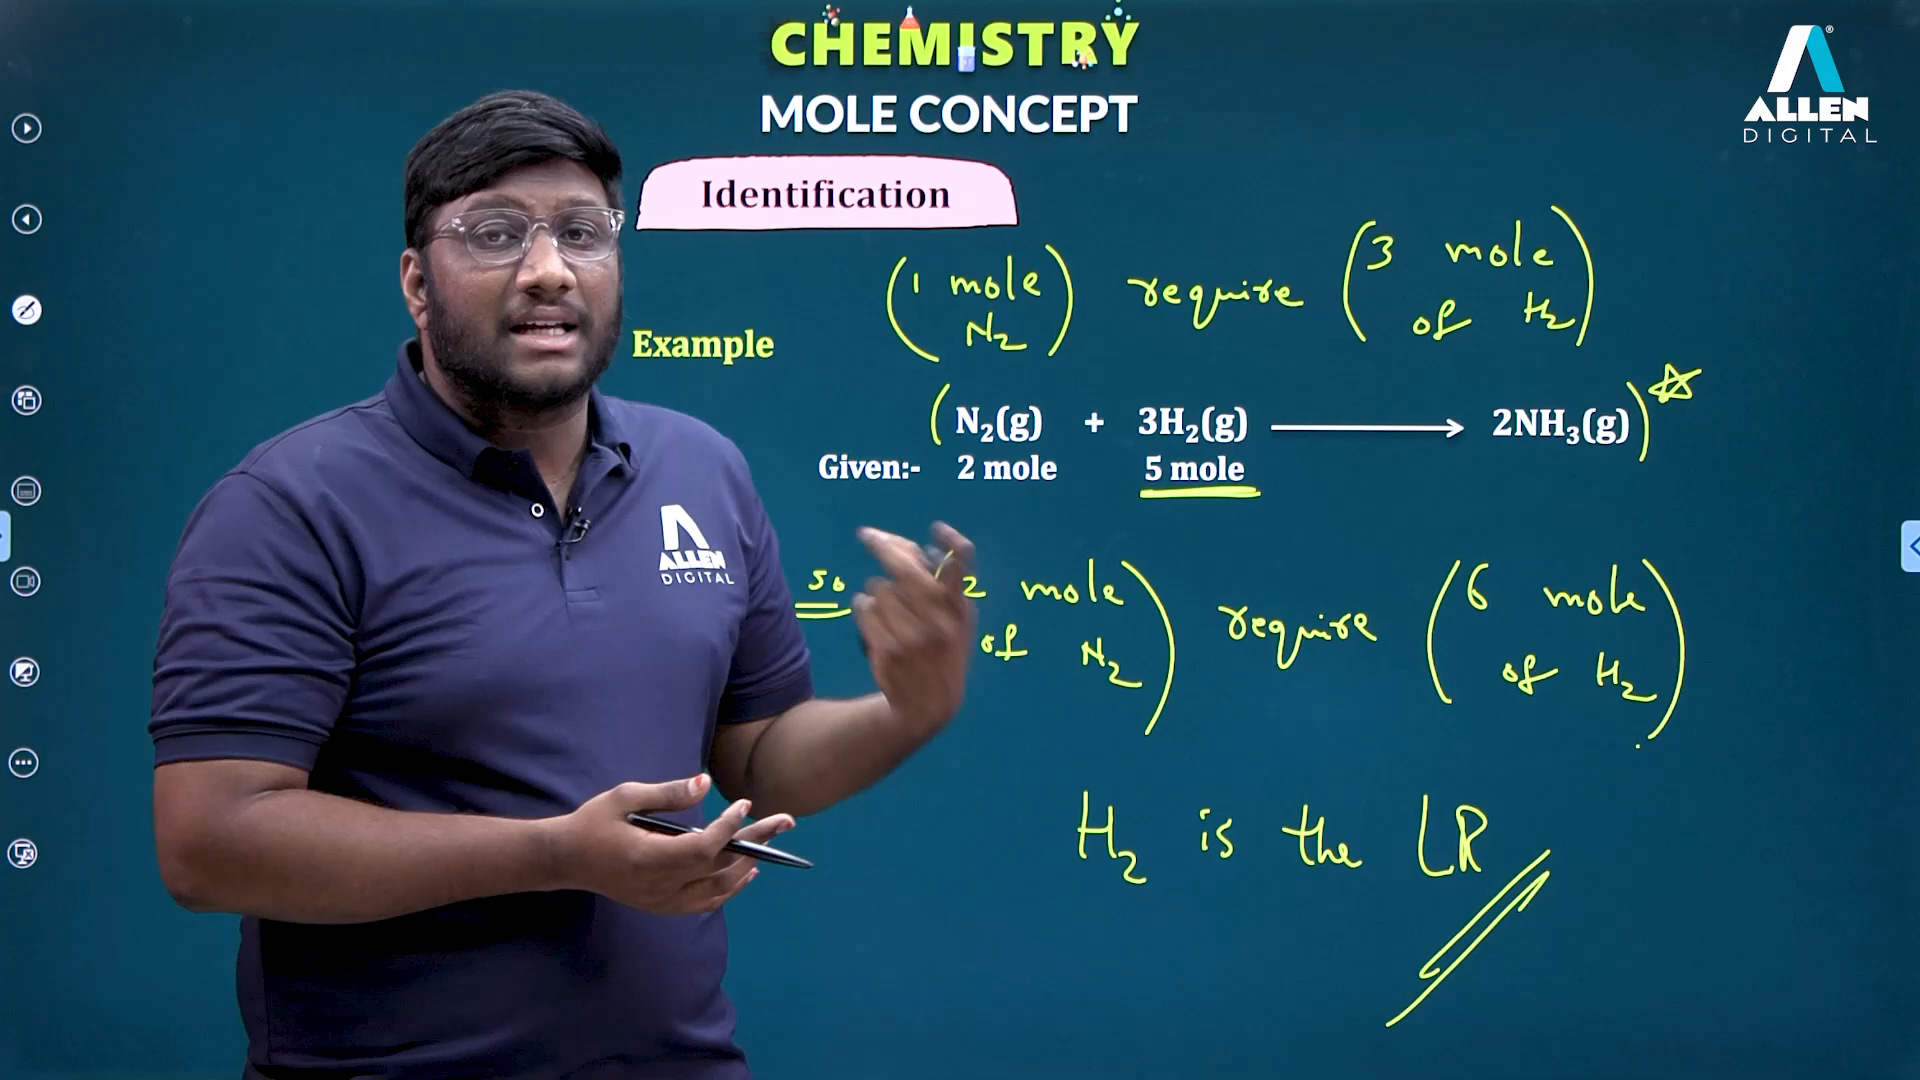 CHEMISTRY
MOLE CONCEPT
ALLEN
DIGITAL
Identification
(1 mole N2) require (3 mole of H2)
Example
(N₂(g) + 3H₂(g) ⟶ 2NH₃(g))
Given:- 2 mole 5 mole
ALLEN
DIGITAL
so (2 mole of N2) require (6 mole of H2)
H2 is the LR